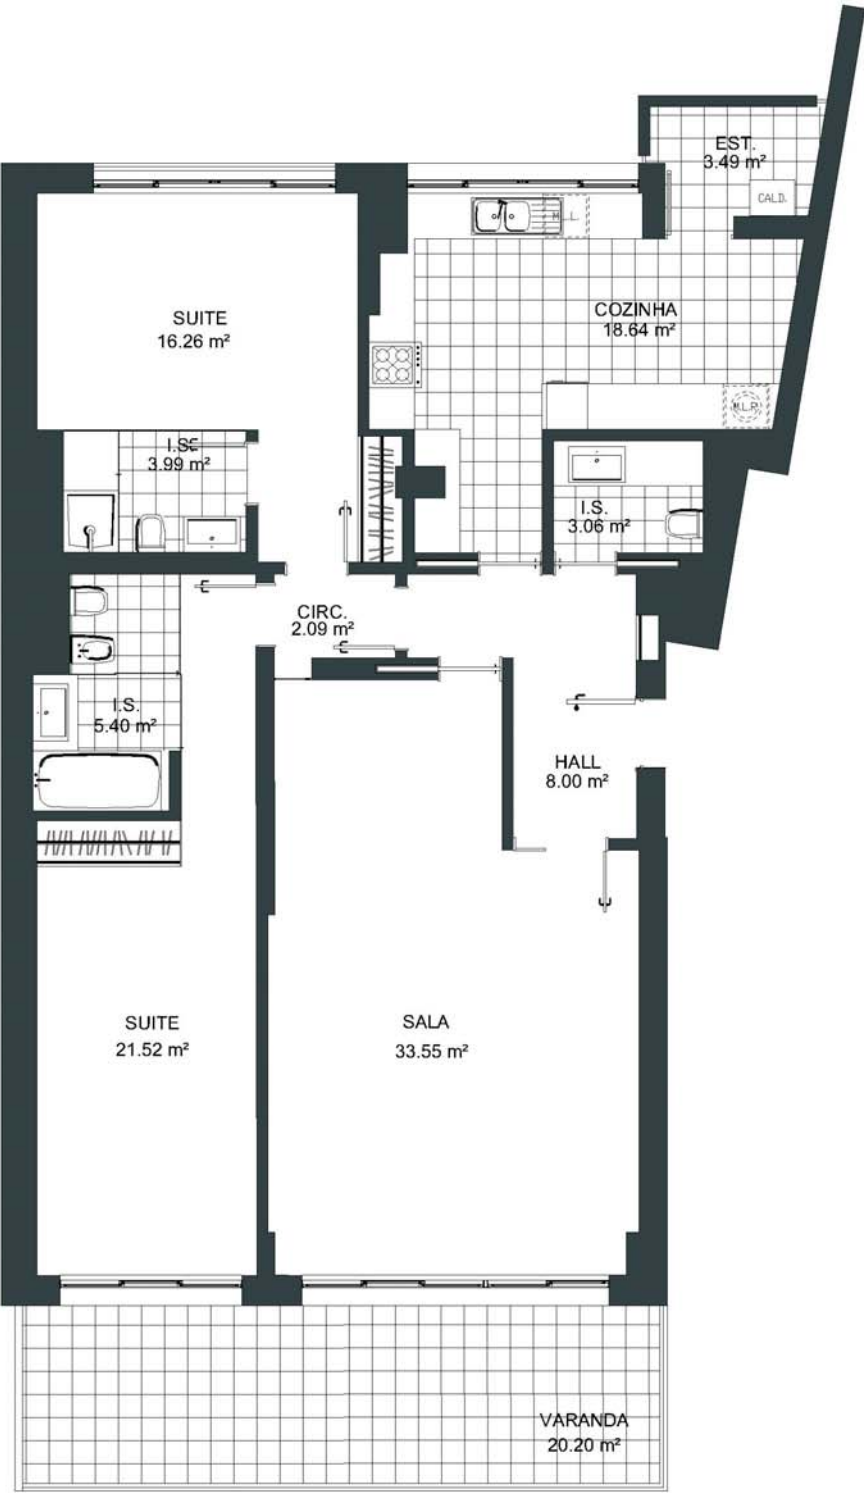 EST.
3.49 m²
CALD.
M.L.
COZINHA
18.64 m²
SUITE
16.26 m²
M.L.R
I.S.
3.99 m²
I.S.
3.06 m²
CIRC.
2.09 m²
I.S.
5.40 m²
HALL
8.00 m²
SUITE
21.52 m²
SALA
33.55 m²
VARANDA
20.20 m²